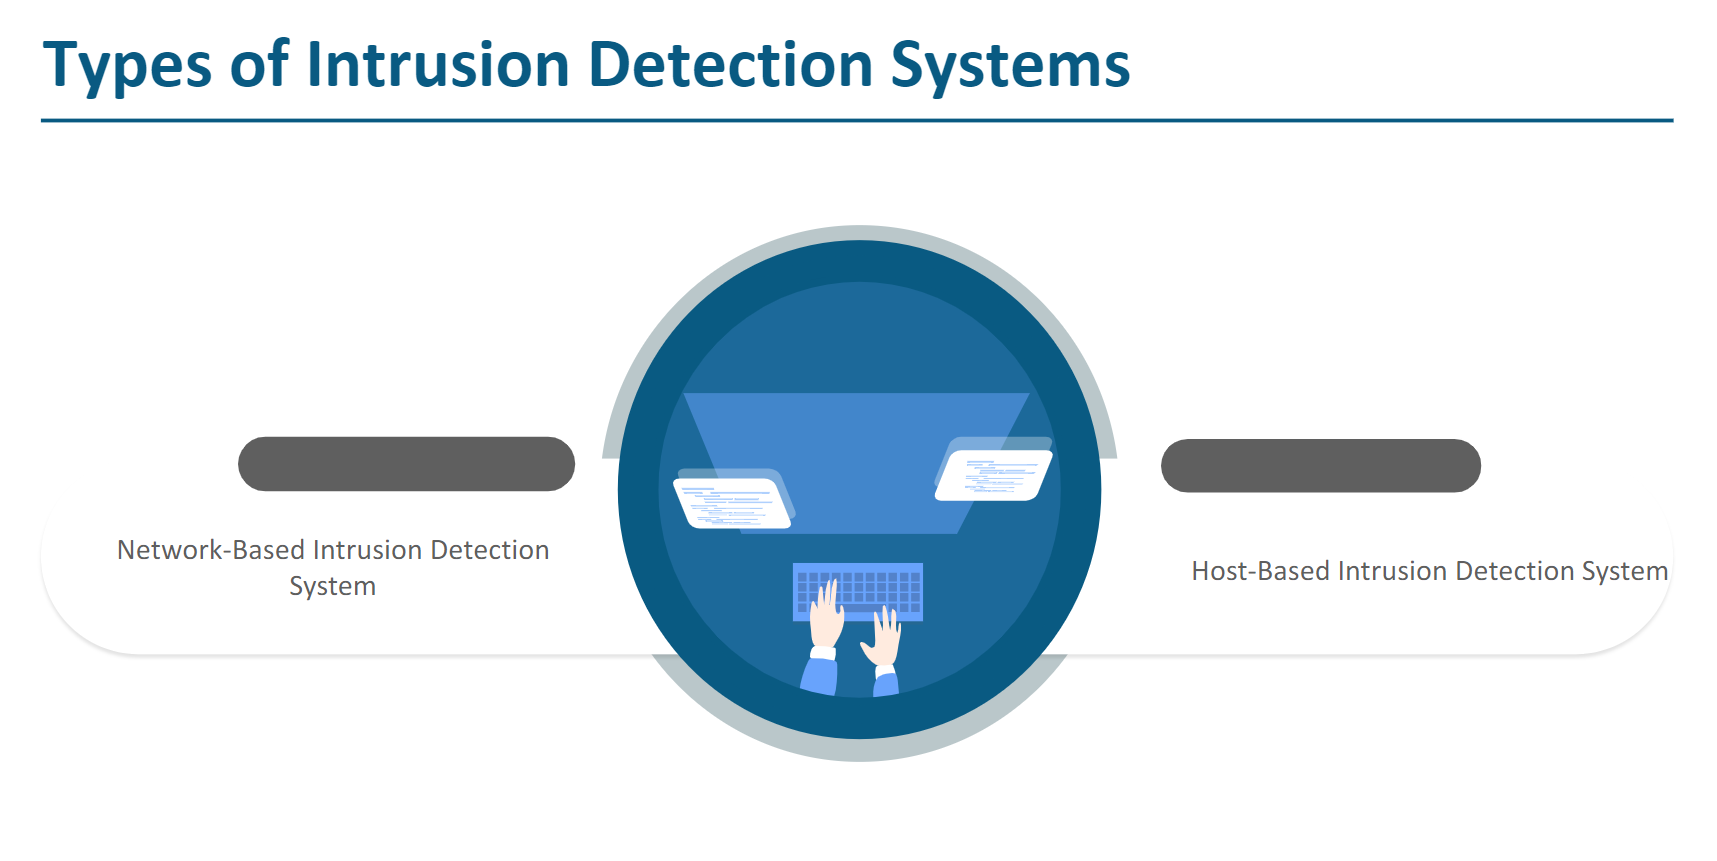 Types of Intrusion Detection Systems
Network-Based Intrusion Detection
System
Host-Based Intrusion Detection System